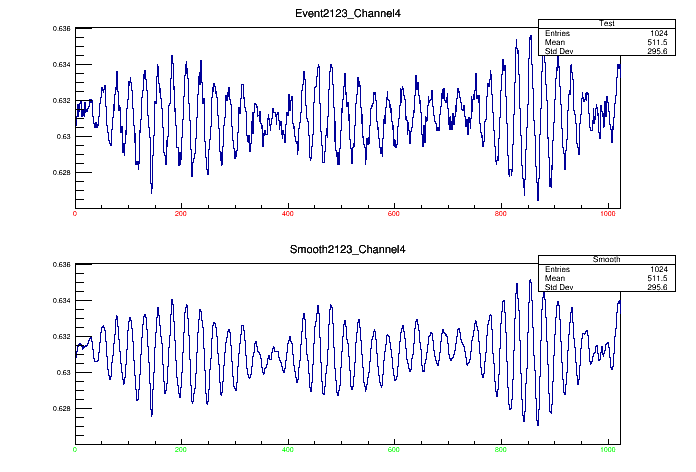 Event2123_Channel4
Test
Entries 1024
Mean 511.5
Std Dev 295.6
0.636
0.634
0.632
0.63
0.628
0 200 400 600 800 1000
Smooth2123_Channel4
Smooth
Entries 1024
Mean 511.5
Std Dev 295.6
0.636
0.634
0.632
0.63
0.628
0 200 400 600 800 1000